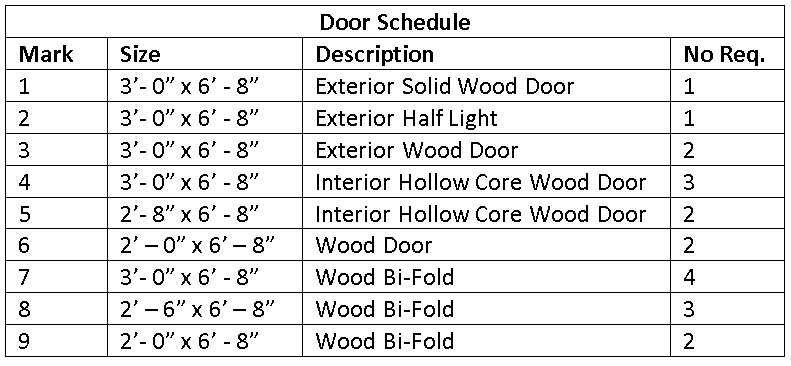 Door Schedule
Mark Size Description No Req.
1 3’- 0” x 6’ - 8” Exterior Solid Wood Door 1
2 3’- 0” x 6’ - 8” Exterior Half Light 1
3 3’- 0” x 6’ - 8” Exterior Wood Door 2
4 3’- 0” x 6’ - 8” Interior Hollow Core Wood Door 3
5 2’- 8” x 6’ - 8” Interior Hollow Core Wood Door 2
6 2’ – 0” x 6’ – 8” Wood Door 2
7 3’- 0” x 6’ - 8” Wood Bi-Fold 4
8 2’ – 6” x 6’ – 8” Wood Bi-Fold 3
9 2’- 0” x 6’ - 8” Wood Bi-Fold 2